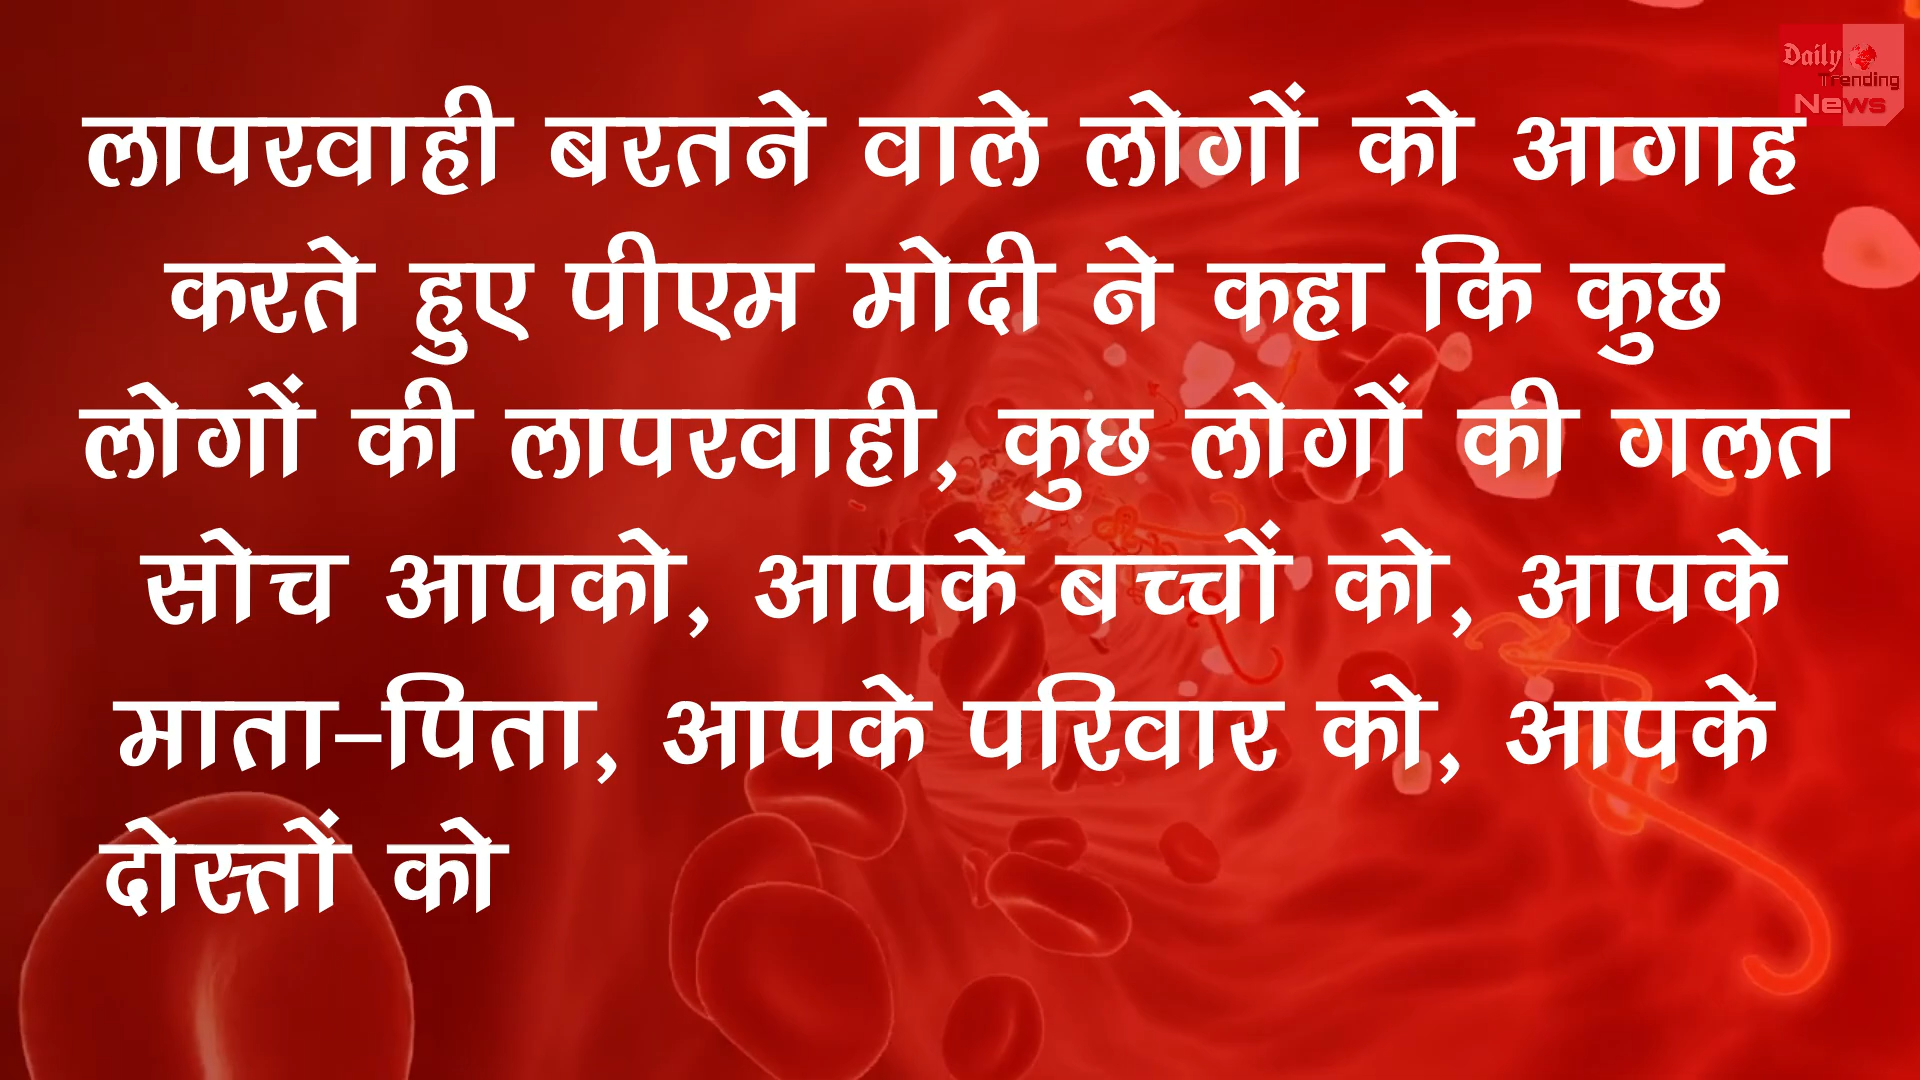 Daily
Trending
News
लापरवाही बरतने वाले लोगों को आगाह
करते हुए पीएम मोदी ने कहा कि कुछ
लोगों की लापरवाही, कुछ लोगों की गलत
सोच आपको, आपके बच्चों को, आपके
माता-पिता, आपके परिवार को, आपके
दोस्तों को